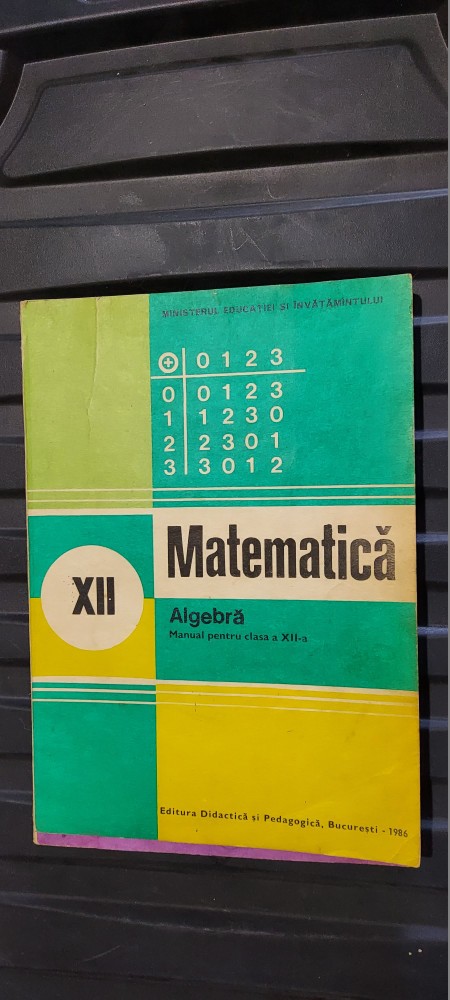 MINISTERUL EDUCAȚIEI ȘI ÎNVĂȚĂMÎNTULUI
⊕ 0 1 2 3
0 0 1 2 3
1 1 2 3 0
2 2 3 0 1
3 3 0 1 2
XII
Matematică
Algebră
Manual pentru clasa a XII-a
Editura Didactică și Pedagogică, București - 1986